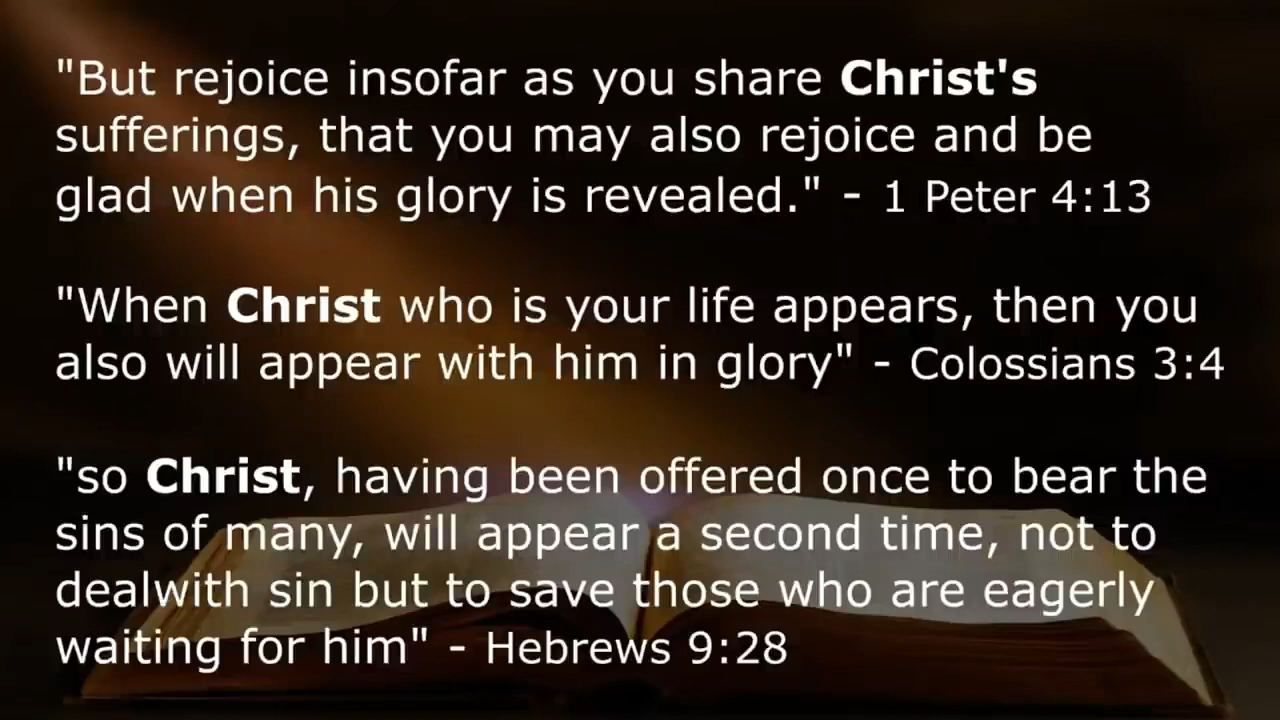 "But rejoice insofar as you share Christ's
sufferings, that you may also rejoice and be
glad when his glory is revealed." - 1 Peter 4:13
"When Christ who is your life appears, then you
also will appear with him in glory" - Colossians 3:4
"so Christ, having been offered once to bear the
sins of many, will appear a second time, not to
dealwith sin but to save those who are eagerly
waiting for him" - Hebrews 9:28